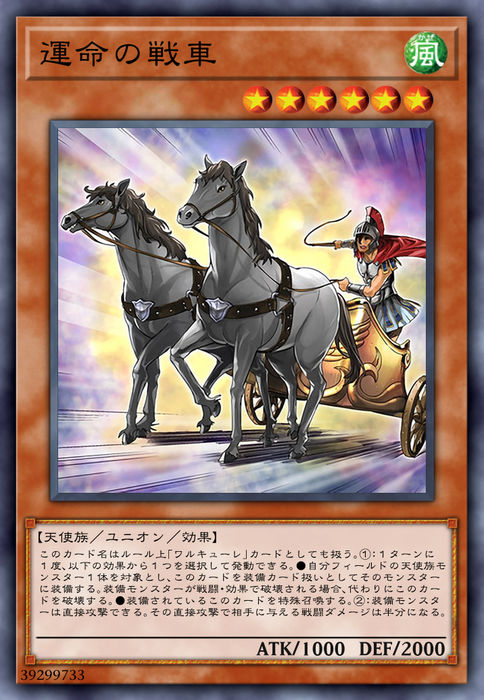 運命の戦車
かぜ
風
【天使族／ユニオン／効果】
このカード名はルール上「ワルキューレ」カードとしても扱う。①：１ターンに
１度、以下の効果から１つを選択して発動できる。●自分フィールドの天使族モ
ンスター１体を対象とし、このカードを装備カード扱いとしてそのモンスター
に装備する。装備モンスターが戦闘・効果で破壊される場合、代わりにこのカー
ドを破壊する。●装備されているこのカードを特殊召喚する。②：装備モンスタ
ーは直接攻撃できる。その直接攻撃で相手に与える戦闘ダメージは半分になる。
ATK/1000 DEF/2000
39299733